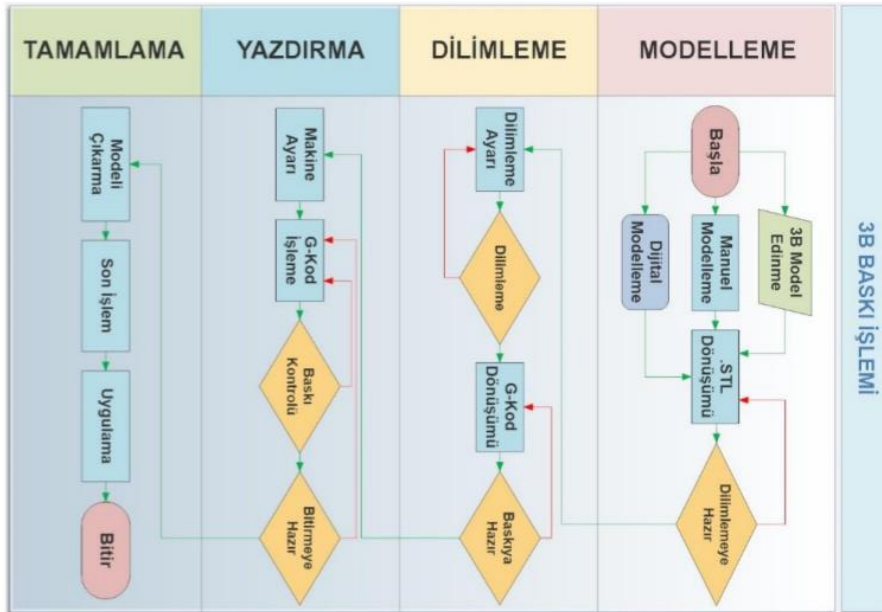 3B BASKI İŞLEMİ
MODELLEME
Başla
3B Model
Edinme
Manuel
Modelleme
Dijital
Modelleme
.STL
Dönüşümü
Dilimlemeye
Hazır
DİLİMLEME
Dilimleme
Ayarı
Dilimleme
G-Kod
Dönüşümü
Baskıya
Hazır
YAZDIRMA
Makine
Ayarı
G-Kod
İşleme
Baskı
Kontrolü
Bitirmeye
Hazır
TAMAMLAMA
Modeli
Çıkarma
Son İşlem
Uygulama
Bitir